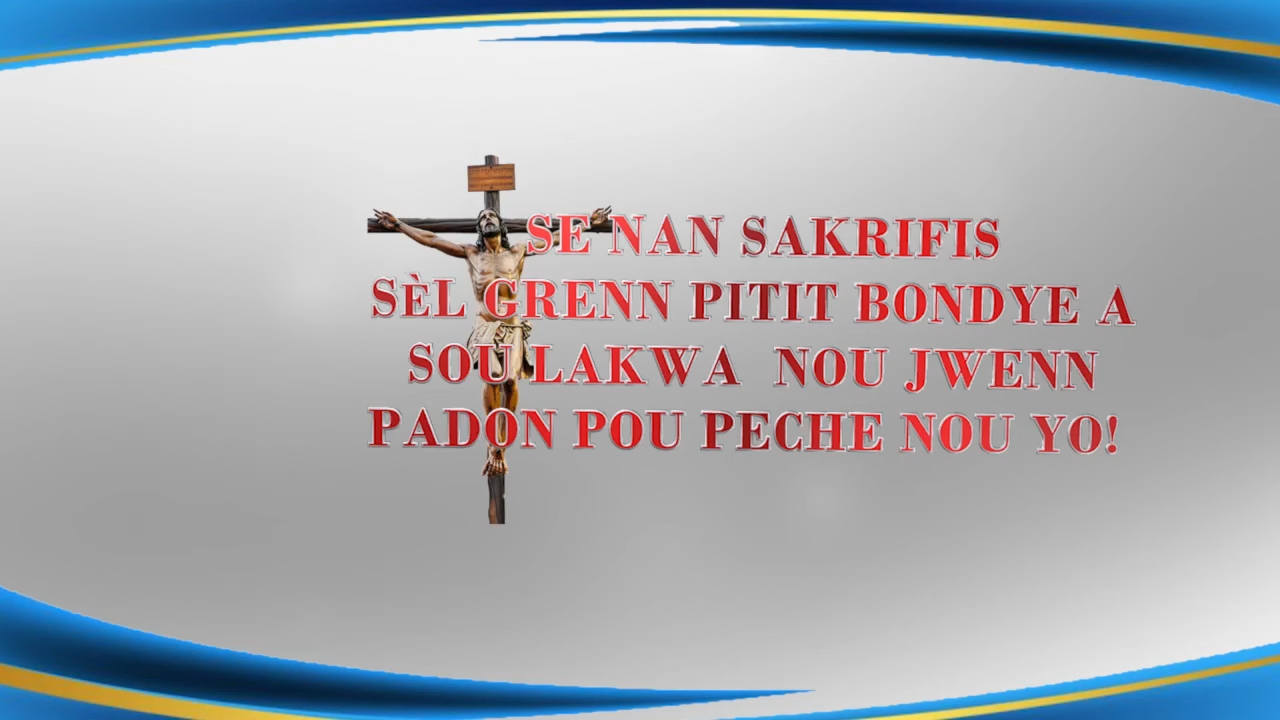 SE NAN SAKRIFIS
SÈL GRENN PITIT BONDYE A
SOU LAKWA NOU JWENN
PADON POU PECHE NOU YO!